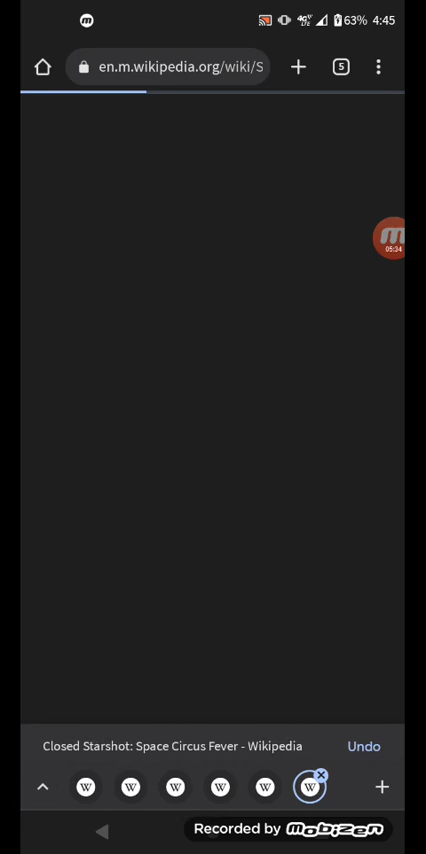 63% 4:45
en.m.wikipedia.org/wiki/S
5
05:34
Closed Starshot: Space Circus Fever - Wikipedia
Undo
W W W W W W
Recorded by mobizen